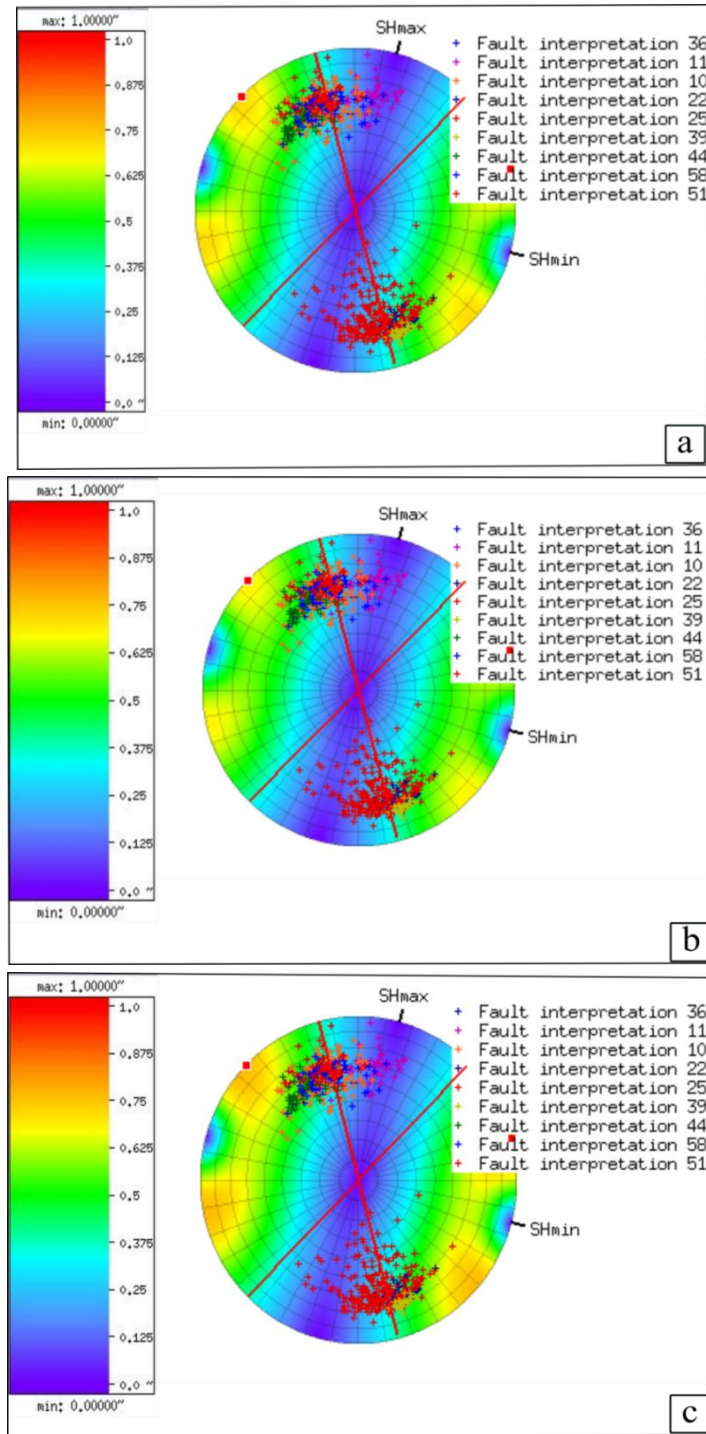 max: 1.00000"
1.0
0.875
0.75
0.625
0.5
0.375
0.25
0.125
0.0 "
min: 0.00000"
SHmax
SHmin
Fault interpretation 36
Fault interpretation 11
Fault interpretation 10
Fault interpretation 22
Fault interpretation 25
Fault interpretation 39
Fault interpretation 44
Fault interpretation 58
Fault interpretation 51
a
max: 1.00000"
1.0
0.875
0.75
0.625
0.5
0.375
0.25
0.125
0.0 "
min: 0.00000"
SHmax
SHmin
Fault interpretation 36
Fault interpretation 11
Fault interpretation 10
Fault interpretation 22
Fault interpretation 25
Fault interpretation 39
Fault interpretation 44
Fault interpretation 58
Fault interpretation 51
b
max: 1.00000"
1.0
0.875
0.75
0.625
0.5
0.375
0.25
0.125
0.0 "
min: 0.00000"
SHmax
SHmin
Fault interpretation 36
Fault interpretation 11
Fault interpretation 10
Fault interpretation 22
Fault interpretation 25
Fault interpretation 39
Fault interpretation 44
Fault interpretation 58
Fault interpretation 51
c